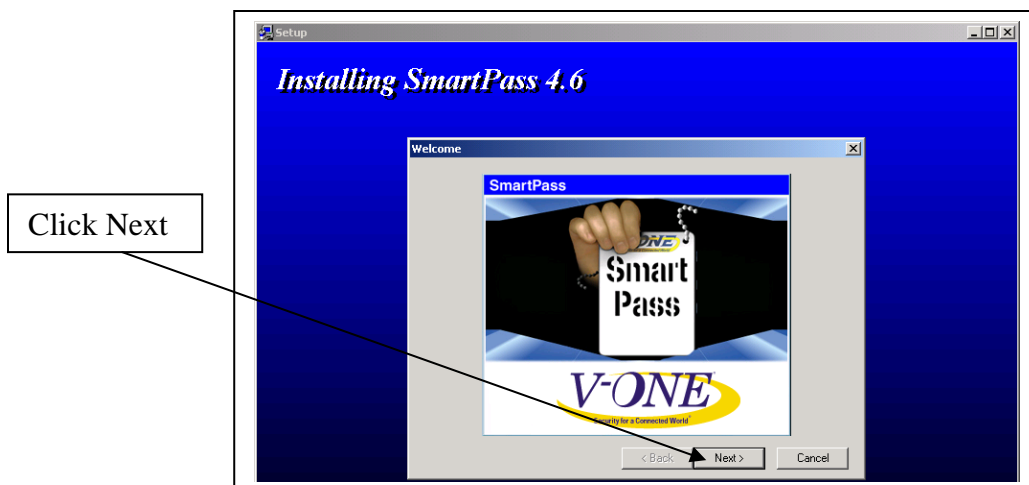 Setup
Installing SmartPass 4.6
Welcome
SmartPass
ONE
Smart
Pass
Click Next
V-ONE
Security for a Connected World
< Back
Next >
Cancel